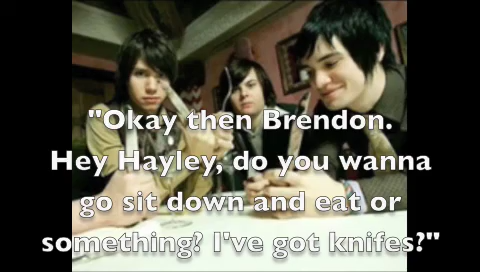 "Okay then Brendon.
Hey Hayley, do you wanna
go sit down and eat or
something? I've got knifes?"